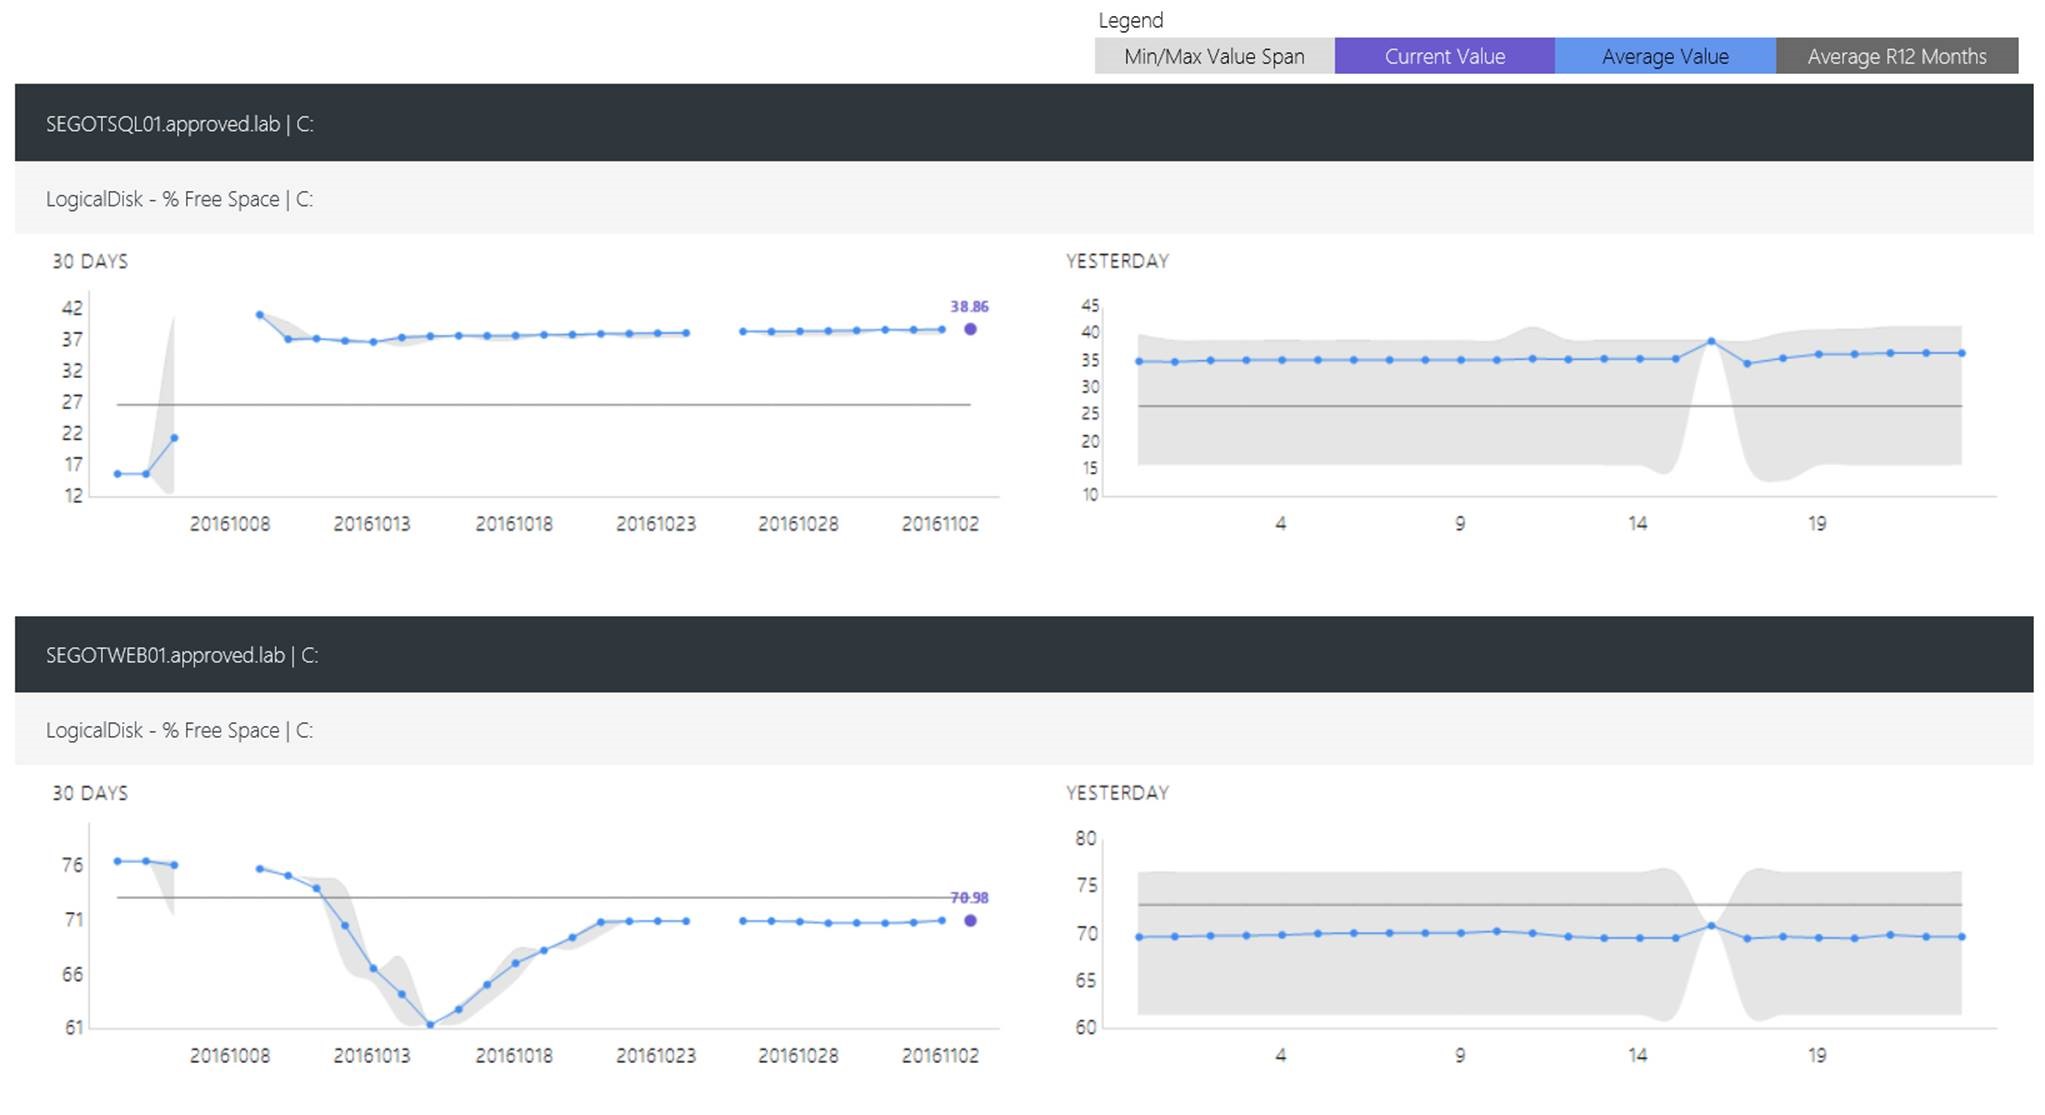 Legend
Min/Max Value Span Current Value Average Value Average R12 Months
SEGOTSQL01.approved.lab | C:
LogicalDisk - % Free Space | C:
30 DAYS
42
37
32
27
22
17
12
38.86
20161008 20161013 20161018 20161023 20161028 20161102
YESTERDAY
45
40
35
30
25
20
15
10
4 9 14 19
SEGOTWEB01.approved.lab | C:
LogicalDisk - % Free Space | C:
30 DAYS
76
71
66
61
70.98
20161008 20161013 20161018 20161023 20161028 20161102
YESTERDAY
80
75
70
65
60
4 9 14 19